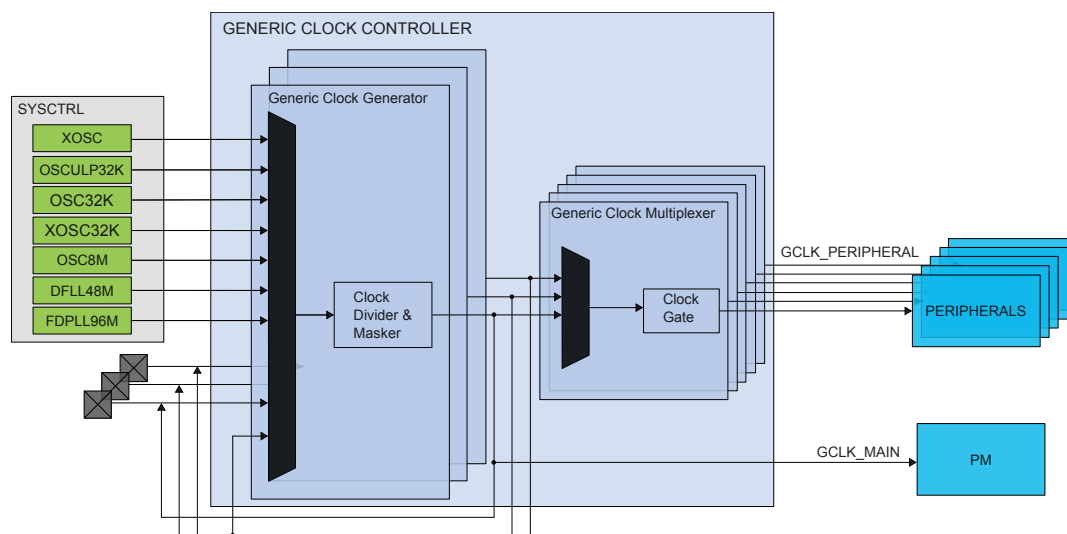 GENERIC CLOCK CONTROLLER
Generic Clock Generator
SYSCTRL
XOSC
OSCULP32K
OSC32K
XOSC32K
OSC8M
DFLL48M
FDPLL96M
Clock
Divider &
Masker
Generic Clock Multiplexer
Clock
Gate
GCLK_PERIPHERAL
PERIPHERALS
GCLK_MAIN
PM